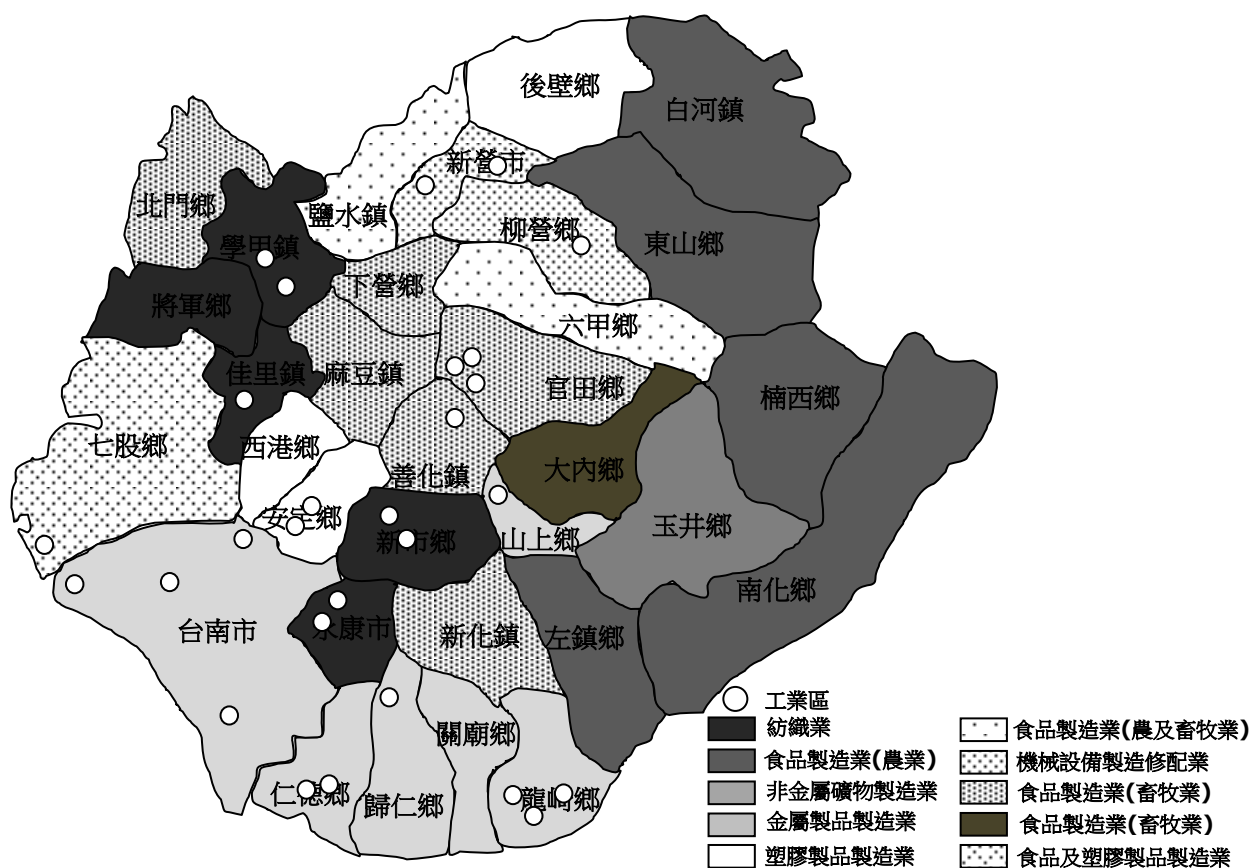 後壁鄉
白河鎮
新營市
北門鄉
鹽水鎮
柳營鄉
學甲鎮
東山鄉
下營鄉
將軍鄉
六甲鄉
佳里鎮
麻豆鎮
官田鄉
楠西鄉
七股鄉
西港鄉
大內鄉
善化鎮
安定鄉
玉井鄉
新市鄉
山上鄉
南化鄉
台南市
永康市
新化鎮
左鎮鄉
關廟鄉
仁德鄉
歸仁鄉
龍崎鄉
工業區
紡織業
食品製造業(農業)
非金屬礦物製造業
金屬製品製造業
塑膠製品製造業
食品製造業(農及畜牧業)
機械設備製造修配業
食品製造業(畜牧業)
食品製造業(畜牧業)
食品及塑膠製品製造業